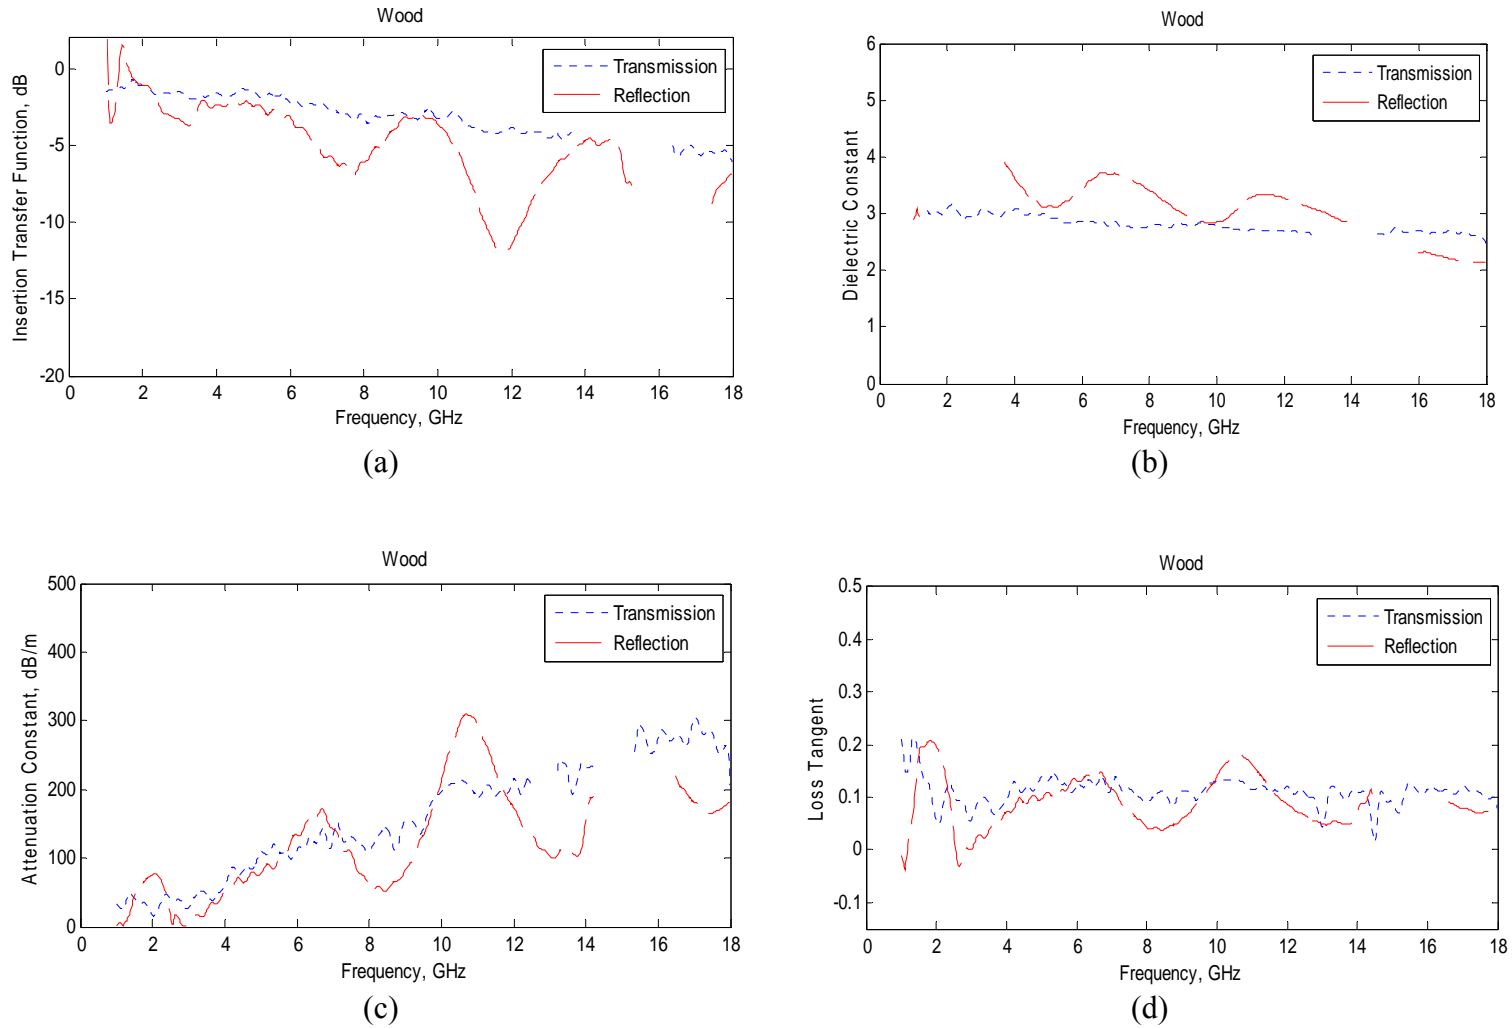 Wood
Insertion Transfer Function, dB
0
-5
-10
-15
-20
0 2 4 6 8 10 12 14 16 18
Frequency, GHz
Transmission
Reflection
(a)
Wood
Dielectric Constant
6
5
4
3
2
1
0
0 2 4 6 8 10 12 14 16 18
Frequency, GHz
Transmission
Reflection
(b)
Wood
Attenuation Constant, dB/m
500
400
300
200
100
0
0 2 4 6 8 10 12 14 16 18
Frequency, GHz
Transmission
Reflection
(c)
Wood
Loss Tangent
0.5
0.4
0.3
0.2
0.1
0
-0.1
0 2 4 6 8 10 12 14 16 18
Frequency, GHz
Transmission
Reflection
(d)